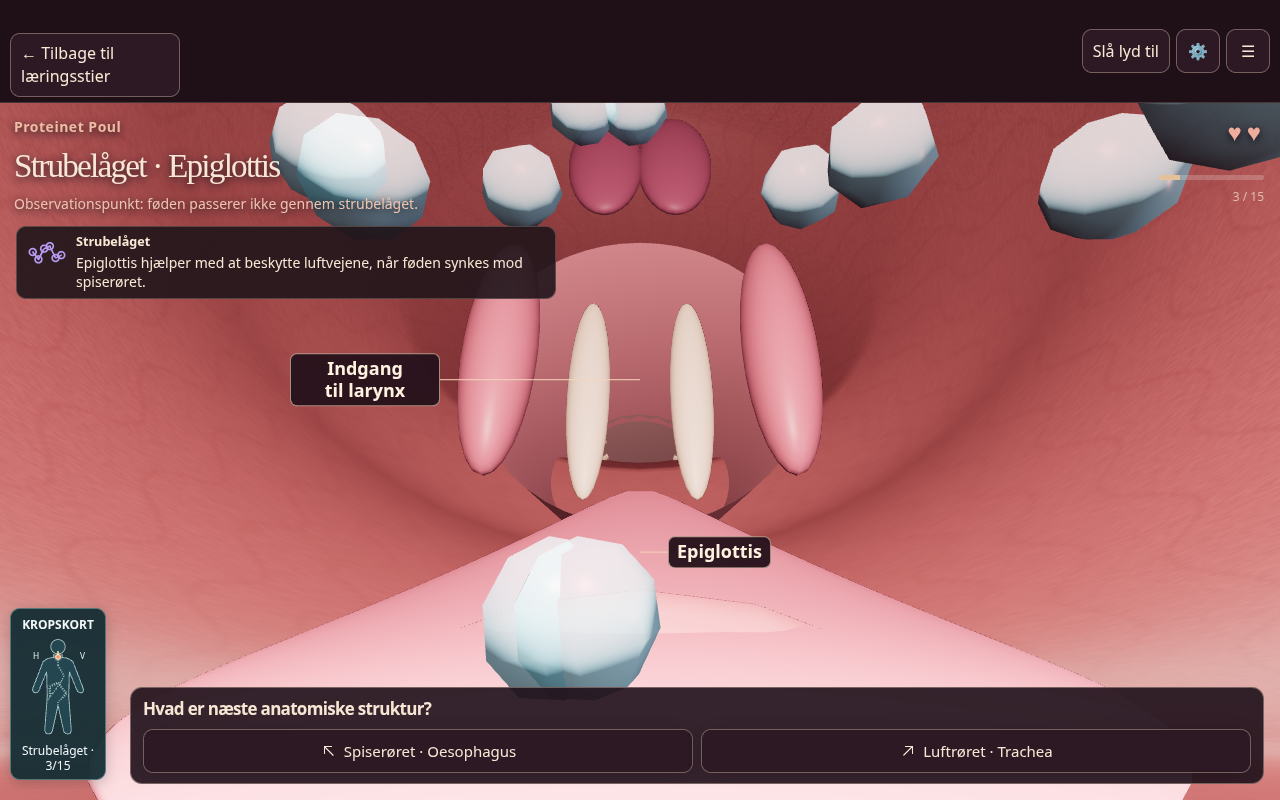 ← Tilbage til
læringsstier
Slå lyd til
Proteinet Poul
Strubelåget · Epiglottis
Observationspunkt: føden passerer ikke gennem strubelåget.
3 / 15
Strubelåget
Epiglottis hjælper med at beskytte luftvejene, når føden synkes mod
spiserøret.
Indgang
til larynx
Epiglottis
KROPSKORT
H V
Strubelåget ·
3/15
Hvad er næste anatomiske struktur?
↖ Spiserøret · Oesophagus
↗ Luftrøret · Trachea